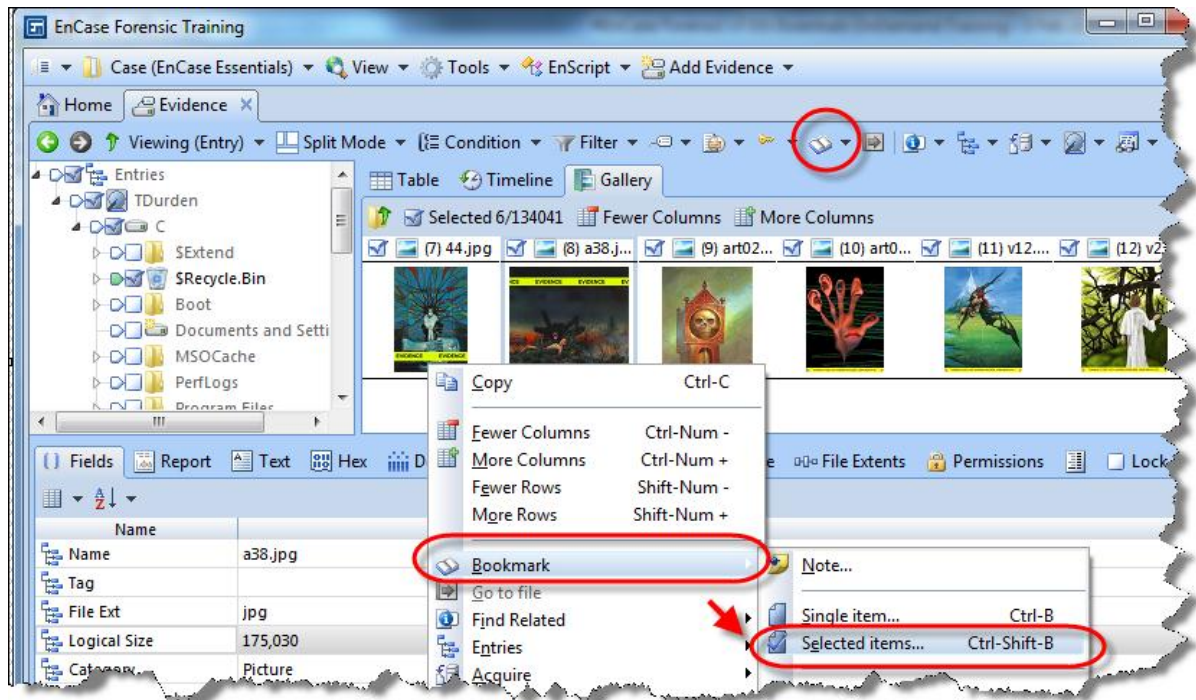 EnCase Forensic Training
Case (EnCase Essentials) View Tools EnScript Add Evidence
Home Evidence
Viewing (Entry) Split Mode Condition Filter
Entries
TDurden
C
$Extend
$Recycle.Bin
Boot
Documents and Setti
MSOCache
PerfLogs
Program Files
Table Timeline Gallery
Selected 6/134041 Fewer Columns More Columns
(7) 44.jpg (8) a38.j... (9) art02... (10) art0... (11) v12.... (12) v2
EVIDENCE EVIDENCE
EVIDENCE EVIDENCE
Copy Ctrl-C
Fewer Columns Ctrl-Num -
More Columns Ctrl-Num +
Fewer Rows Shift-Num -
More Rows Shift-Num +
Bookmark
Go to file
Find Related
Entries
Acquire
Note...
Single item... Ctrl-B
Selected items... Ctrl-Shift-B
Fields Report Text Hex D e File Extents Permissions Lock
Name
Name a38.jpg
Tag
File Ext jpg
Logical Size 175,030
Category Picture